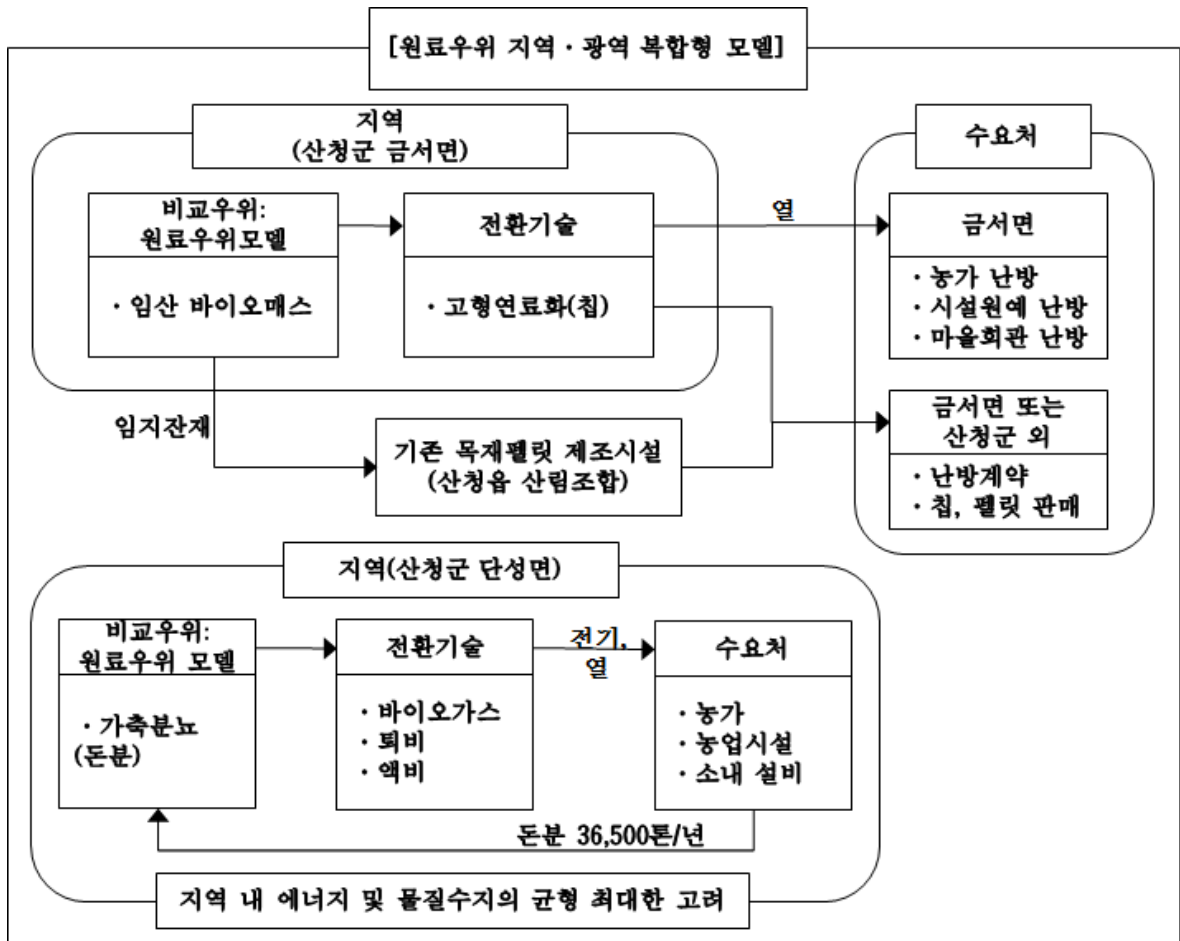 [원료우위 지역・광역 복합형 모델]
지역
(산청군 금서면)
수요처
비교우위:
원료우위모델
・임산 바이오매스
전환기술
・고형연료화(칩)
열
금서면
・농가 난방
・시설원예 난방
・마을회관 난방
임지잔재
기존 목재펠릿 제조시설
(산청읍 산림조합)
금서면 또는
산청군 외
・난방계약
・칩, 펠릿 판매
지역(산청군 단성면)
비교우위:
원료우위 모델
・가축분뇨
(돈분)
전환기술
・바이오가스
・퇴비
・액비
전기,
열
수요처
・농가
・농업시설
・소내 설비
돈분 36,500톤/년
지역 내 에너지 및 물질수지의 균형 최대한 고려